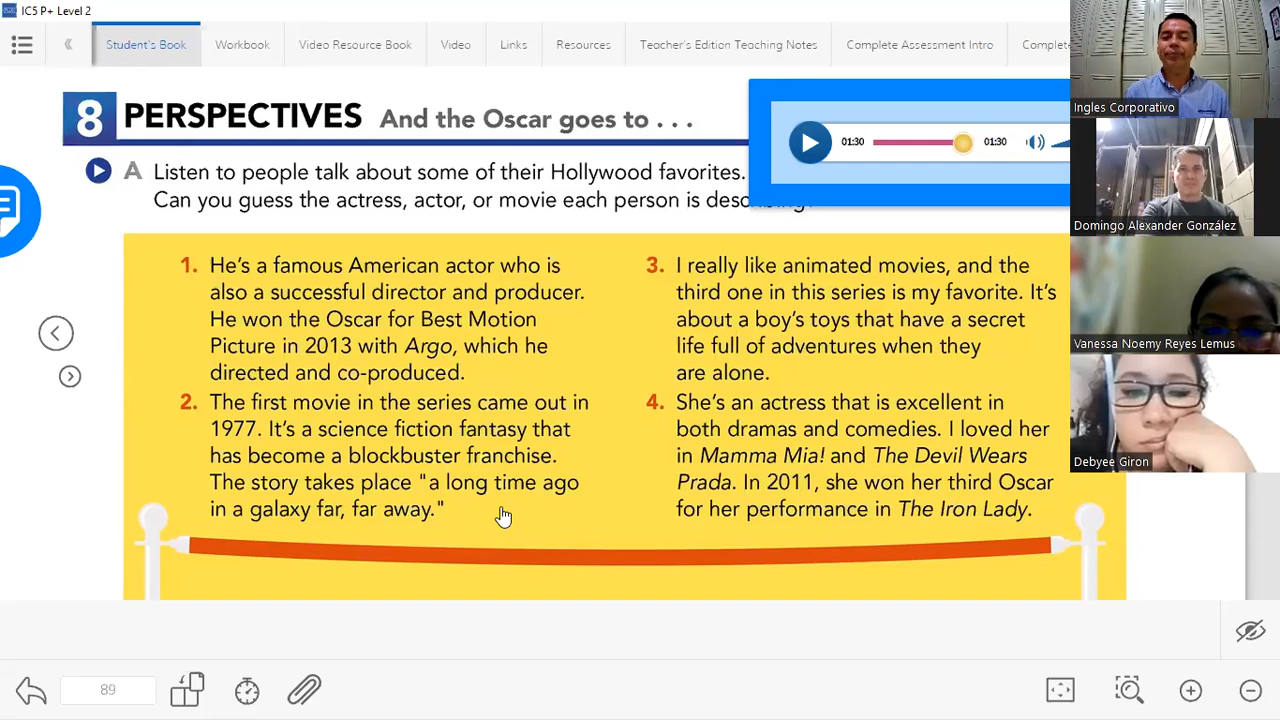 IC5 P+ Level 2
Student's Book
Workbook
Video Resource Book
Video
Links
Resources
Teacher's Edition Teaching Notes
Complete Assessment Intro
8 PERSPECTIVES And the Oscar goes to . . .
01:30
01:30
A Listen to people talk about some of their Hollywood favorites.
Can you guess the actress, actor, or movie each person is
1. He's a famous American actor who is
also a successful director and producer.
He won the Oscar for Best Motion
Picture in 2013 with Argo, which he
directed and co-produced.
2. The first movie in the series came out in
1977. It's a science fiction fantasy that
has become a blockbuster franchise.
The story takes place "a long time ago
in a galaxy far, far away."
3. I really like animated movies, and the
third one in this series is my favorite. It's
about a boy's toys that have a secret
life full of adventures when they
are alone.
4. She's an actress that is excellent in
both dramas and comedies. I loved her
in Mamma Mia! and The Devil Wears
Prada. In 2011, she won her third Oscar
for her performance in The Iron Lady.
Ingles Corporativo
Domingo Alexander González
Vanessa Noemy Reyes Lemus
Debyee Giron
89